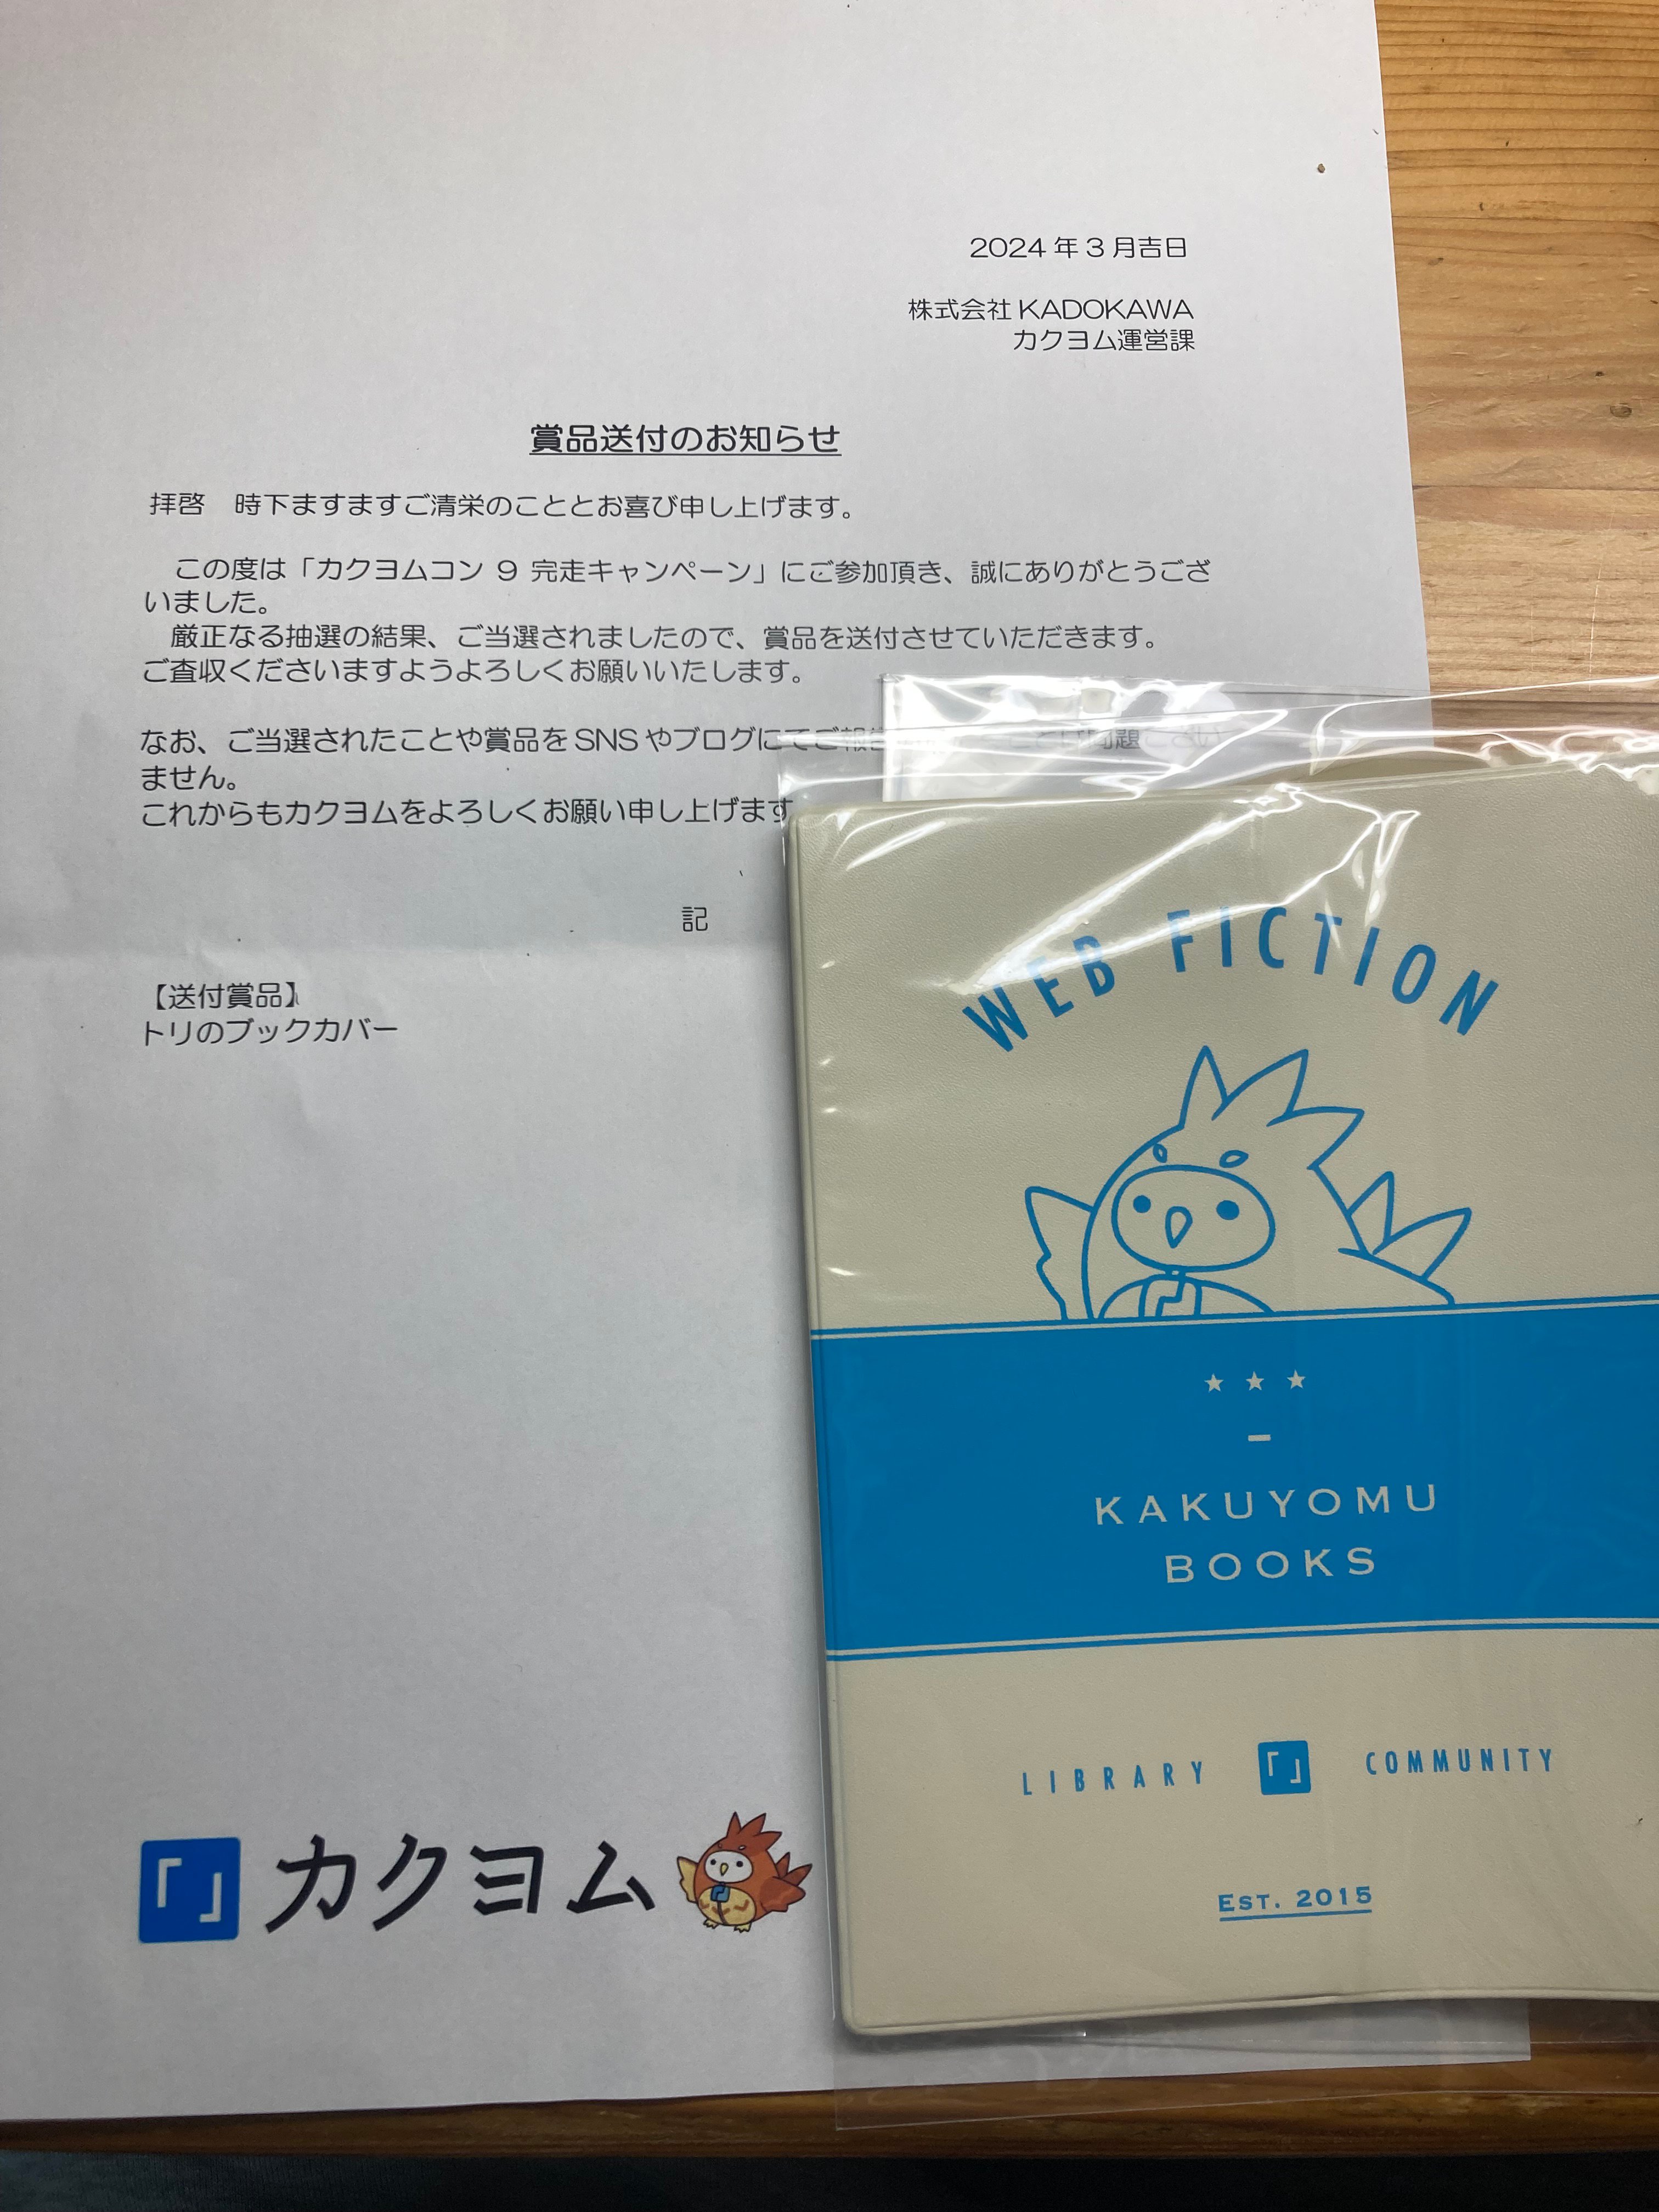 2024年3月吉日
株式会社KADOKAWA
カクヨム運営課
賞品送付のお知らせ
拝啓　時下ますますご清栄のこととお喜び申し上げます。
この度は「カクヨムコン 9 完走キャンペーン」にご参加頂き、誠にありがとうござ
いました。
厳正なる抽選の結果、ご当選されましたので、賞品を送付させていただきます。
ご査収くださいますようよろしくお願いいたします。
なお、ご当選されたことや賞品をSNSやブログにてご報
ません。
これからもカクヨムをよろしくお願い申し上げます
記
【送付賞品】
トリのブックカバー
「」カクヨム
WEB FICTION
★ ★ ★
KAKUYOMU
BOOKS
LIBRARY 「」 COMMUNITY
EST. 2015